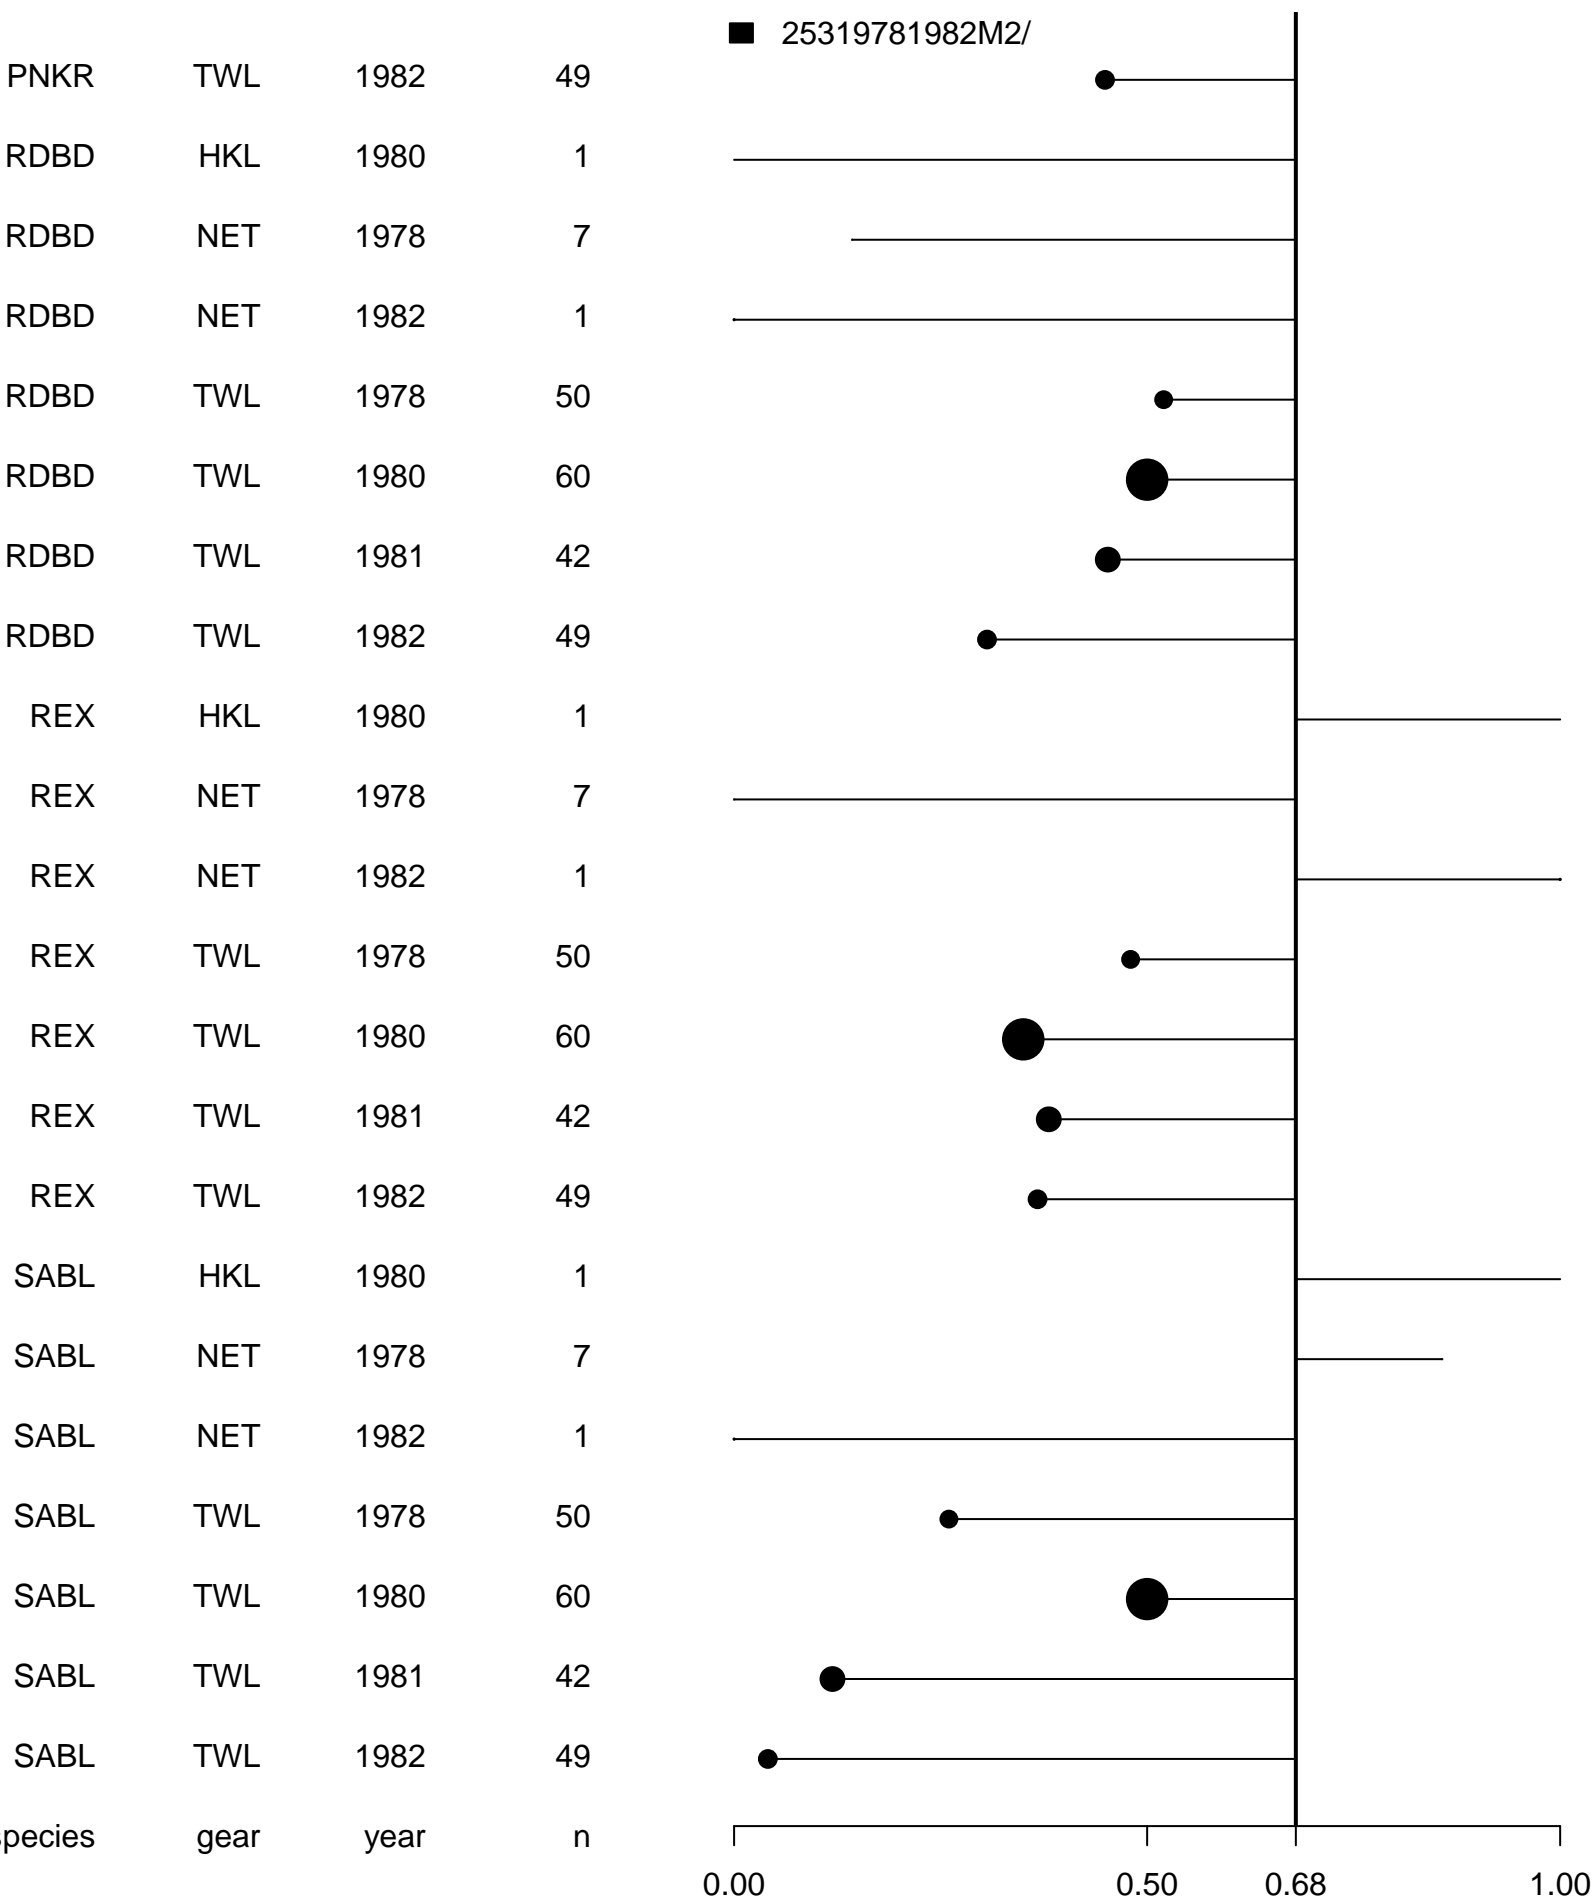 25319781982M2/
PNKR TWL 1982 49
RDBD HKL 1980 1
RDBD NET 1978 7
RDBD NET 1982 1
RDBD TWL 1978 50
RDBD TWL 1980 60
RDBD TWL 1981 42
RDBD TWL 1982 49
REX HKL 1980 1
REX NET 1978 7
REX NET 1982 1
REX TWL 1978 50
REX TWL 1980 60
REX TWL 1981 42
REX TWL 1982 49
SABL HKL 1980 1
SABL NET 1978 7
SABL NET 1982 1
SABL TWL 1978 50
SABL TWL 1980 60
SABL TWL 1981 42
SABL TWL 1982 49
species gear year n
0.00 0.50 0.68 1.00